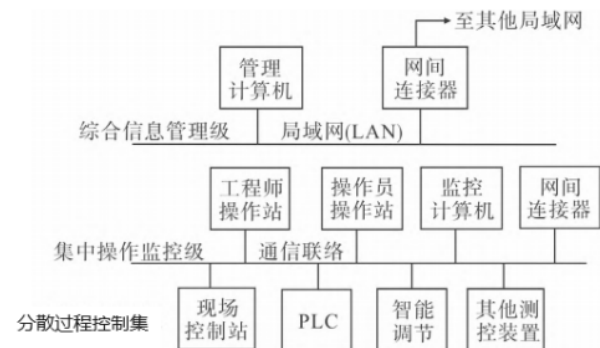 至其他局域网
管理
计算机
网间
连接器
综合信息管理级
局域网(LAN)
工程师
操作站
操作员
操作站
监控
计算机
网间
连接器
集中操作监控级
通信联络
分散过程控制集
现场
控制站
PLC
智能
调节
其他测
控装置